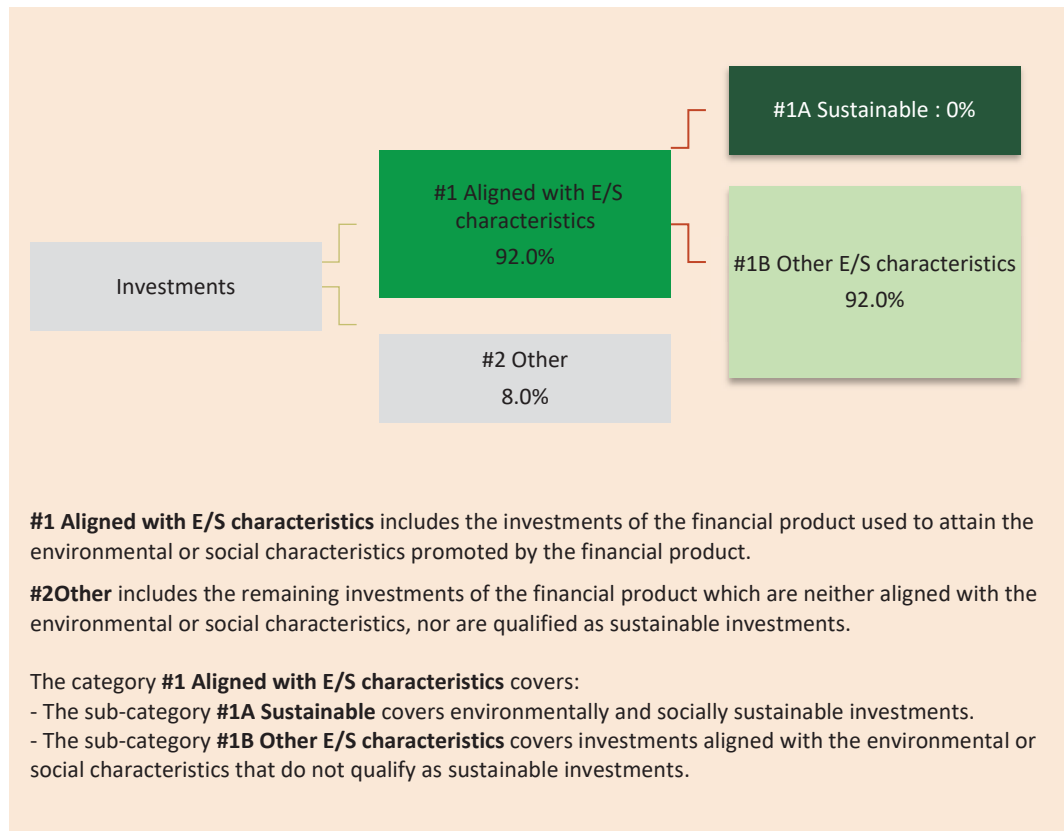 #1A Sustainable : 0%
#1 Aligned with E/S
characteristics
92.0%
#1B Other E/S characteristics
92.0%
Investments
#2 Other
8.0%
#1 Aligned with E/S characteristics includes the investments of the financial product used to attain the
environmental or social characteristics promoted by the financial product.
#2Other includes the remaining investments of the financial product which are neither aligned with the
environmental or social characteristics, nor are qualified as sustainable investments.
The category #1 Aligned with E/S characteristics covers:
- The sub-category #1A Sustainable covers environmentally and socially sustainable investments.
- The sub-category #1B Other E/S characteristics covers investments aligned with the environmental or
social characteristics that do not qualify as sustainable investments.